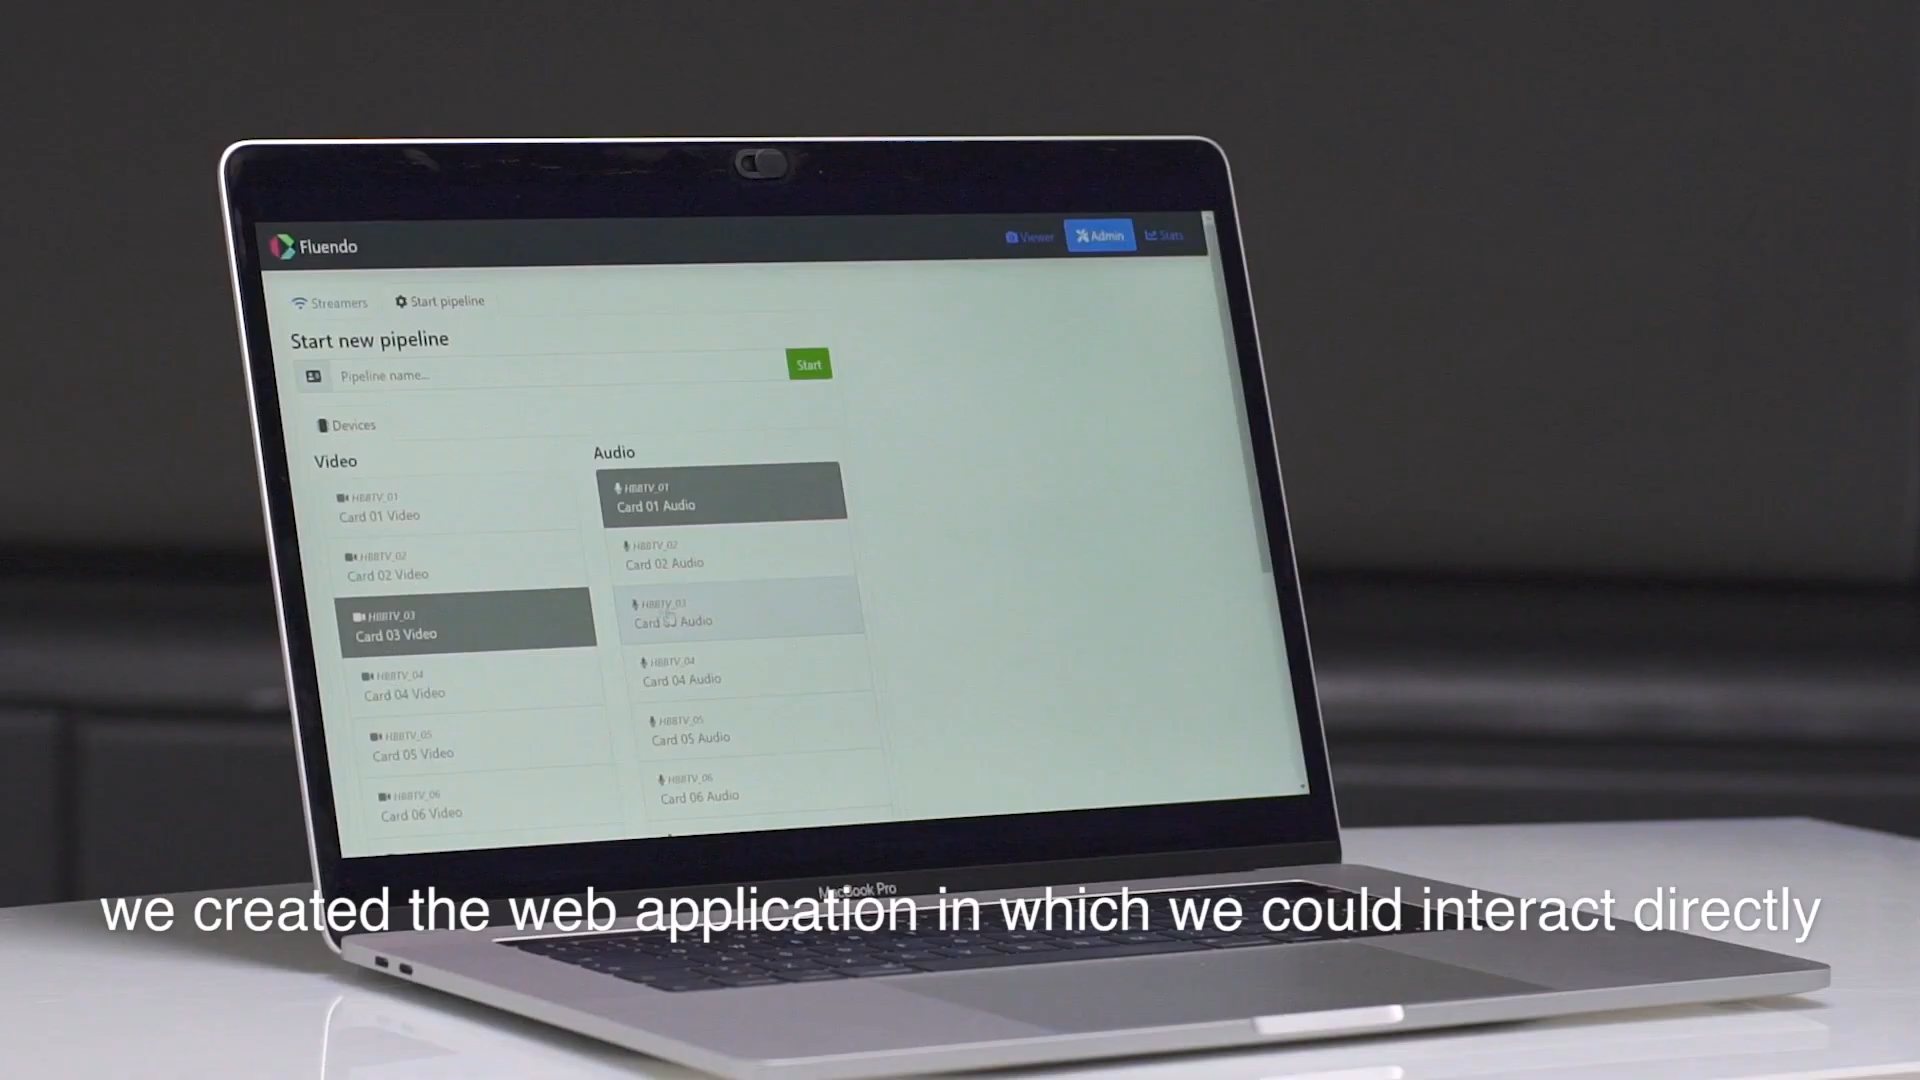 Fluendo
Viewer
Admin
Stats
Streamers
Start pipeline
Start new pipeline
Pipeline name...
Start
Devices
Video
Audio
HBBTV_01
Card 01 Video
HBBTV_02
Card 02 Video
HBBTV_03
Card 03 Video
HBBTV_04
Card 04 Video
HBBTV_05
Card 05 Video
HBBTV_06
Card 06 Video
HBBTV_01
Card 01 Audio
HBBTV_02
Card 02 Audio
HBBTV_03
Card Audio
HBBTV_04
Card 04 Audio
HBBTV_05
Card 05 Audio
HBBTV_06
Card 06 Audio
MacBook Pro
we created the web application in which we could interact directly